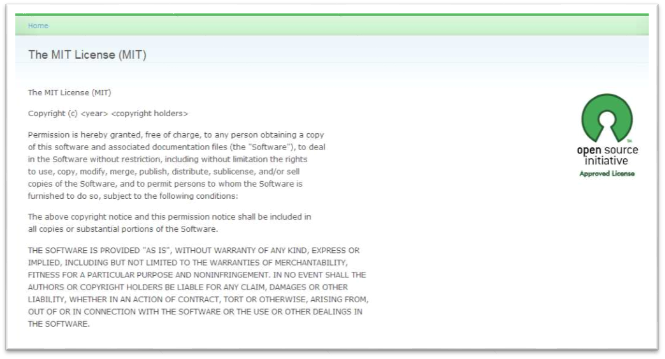 Home
The MIT License (MIT)
The MIT License (MIT)
Copyright (c) <year> <copyright holders>
Permission is hereby granted, free of charge, to any person obtaining a copy
of this software and associated documentation files (the "Software"), to deal
in the Software without restriction, including without limitation the rights
to use, copy, modify, merge, publish, distribute, sublicense, and/or sell
copies of the Software, and to permit persons to whom the Software is
furnished to do so, subject to the following conditions:
The above copyright notice and this permission notice shall be included in
all copies or substantial portions of the Software.
THE SOFTWARE IS PROVIDED "AS IS", WITHOUT WARRANTY OF ANY KIND, EXPRESS OR
IMPLIED, INCLUDING BUT NOT LIMITED TO THE WARRANTIES OF MERCHANTABILITY,
FITNESS FOR A PARTICULAR PURPOSE AND NONINFRINGEMENT. IN NO EVENT SHALL THE
AUTHORS OR COPYRIGHT HOLDERS BE LIABLE FOR ANY CLAIM, DAMAGES OR OTHER
LIABILITY, WHETHER IN AN ACTION OF CONTRACT, TORT OR OTHERWISE, ARISING FROM,
OUT OF OR IN CONNECTION WITH THE SOFTWARE OR THE USE OR OTHER DEALINGS IN
THE SOFTWARE.
open source
initiative
Approved License